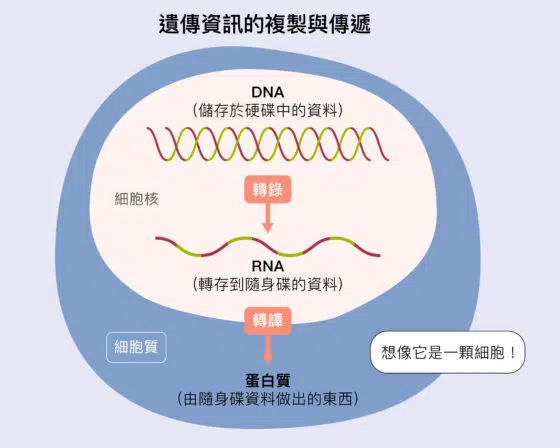 遺傳資訊的複製與傳遞
DNA
（儲存於硬碟中的資料）
轉錄
細胞核
RNA
（轉存到隨身碟的資料）
轉譯
細胞質
想像它是一顆細胞！
蛋白質
（由隨身碟資料做出的東西）